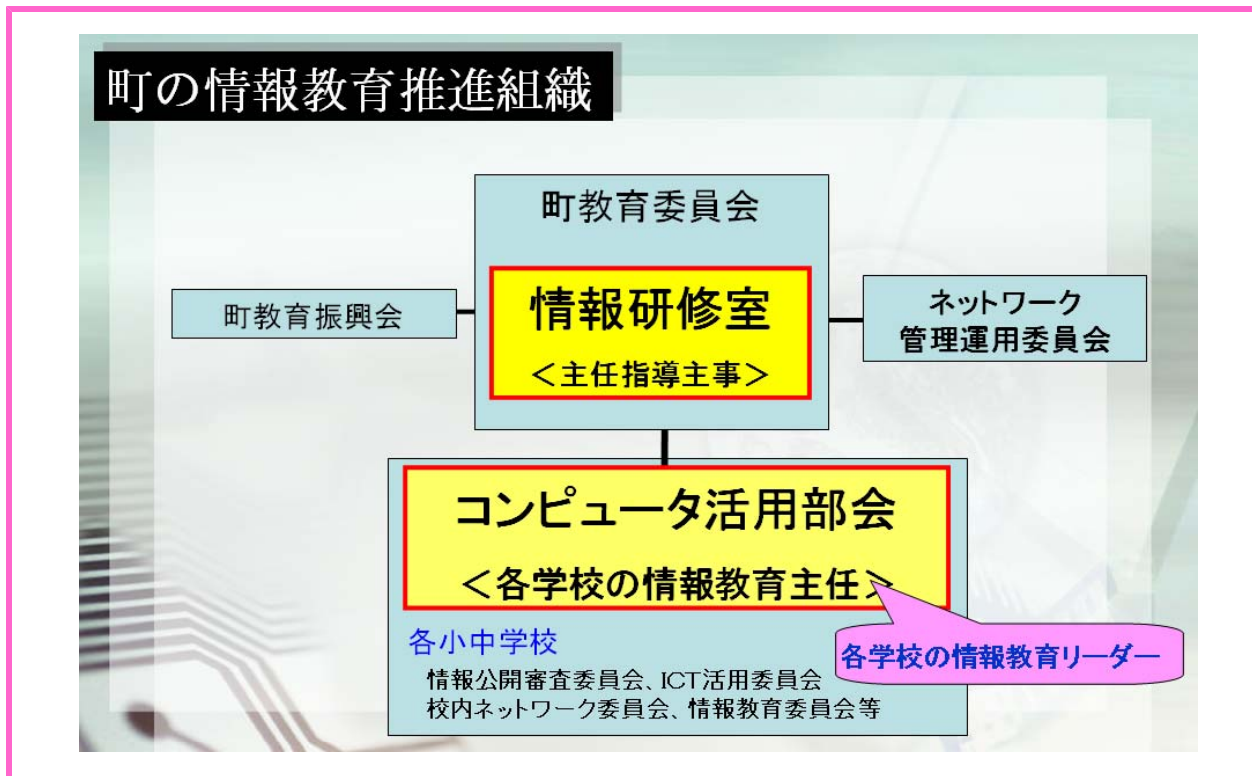 町の情報教育推進組織
町教育委員会
情報研修室
＜主任指導主事＞
町教育振興会
ネットワーク
管理運用委員会
コンピュータ活用部会
＜各学校の情報教育主任＞
各学校の情報教育リーダー
各小中学校
情報公開審査委員会、ICT活用委員会
校内ネットワーク委員会、情報教育委員会等